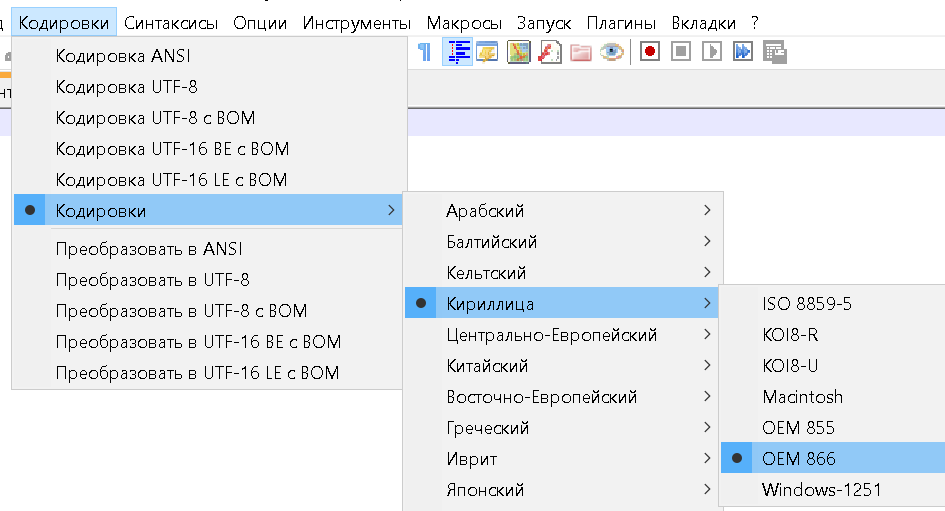 Кодировки Синтаксисы Опции Инструменты Макросы Запуск Плагины Вкладки ?
Кодировка ANSI
Кодировка UTF-8
Кодировка UTF-8 с BOM
Кодировка UTF-16 BE с BOM
Кодировка UTF-16 LE с BOM
Кодировки
Преобразовать в ANSI
Преобразовать в UTF-8
Преобразовать в UTF-8 с BOM
Преобразовать в UTF-16 BE с BOM
Преобразовать в UTF-16 LE с BOM
Арабский
Балтийский
Кельтский
Кириллица
Центрально-Европейский
Китайский
Восточно-Европейский
Греческий
Иврит
Японский
ISO 8859-5
KOI8-R
KOI8-U
Macintosh
OEM 855
OEM 866
Windows-1251